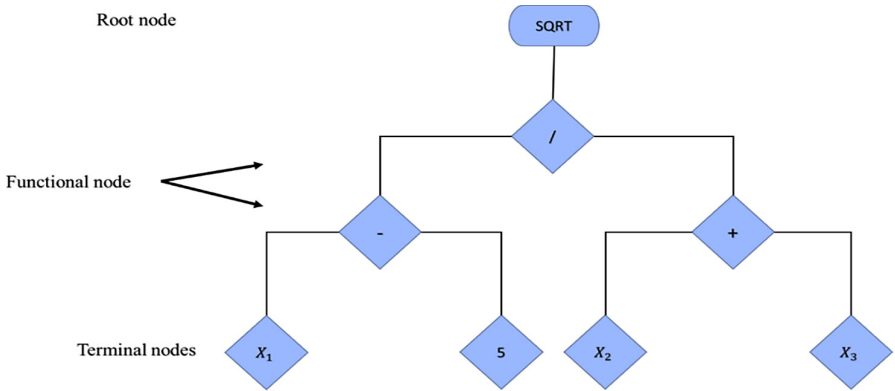 Root node
SQRT
/
Functional node
-
+
Terminal nodes
X₁
5
X₂
X₃